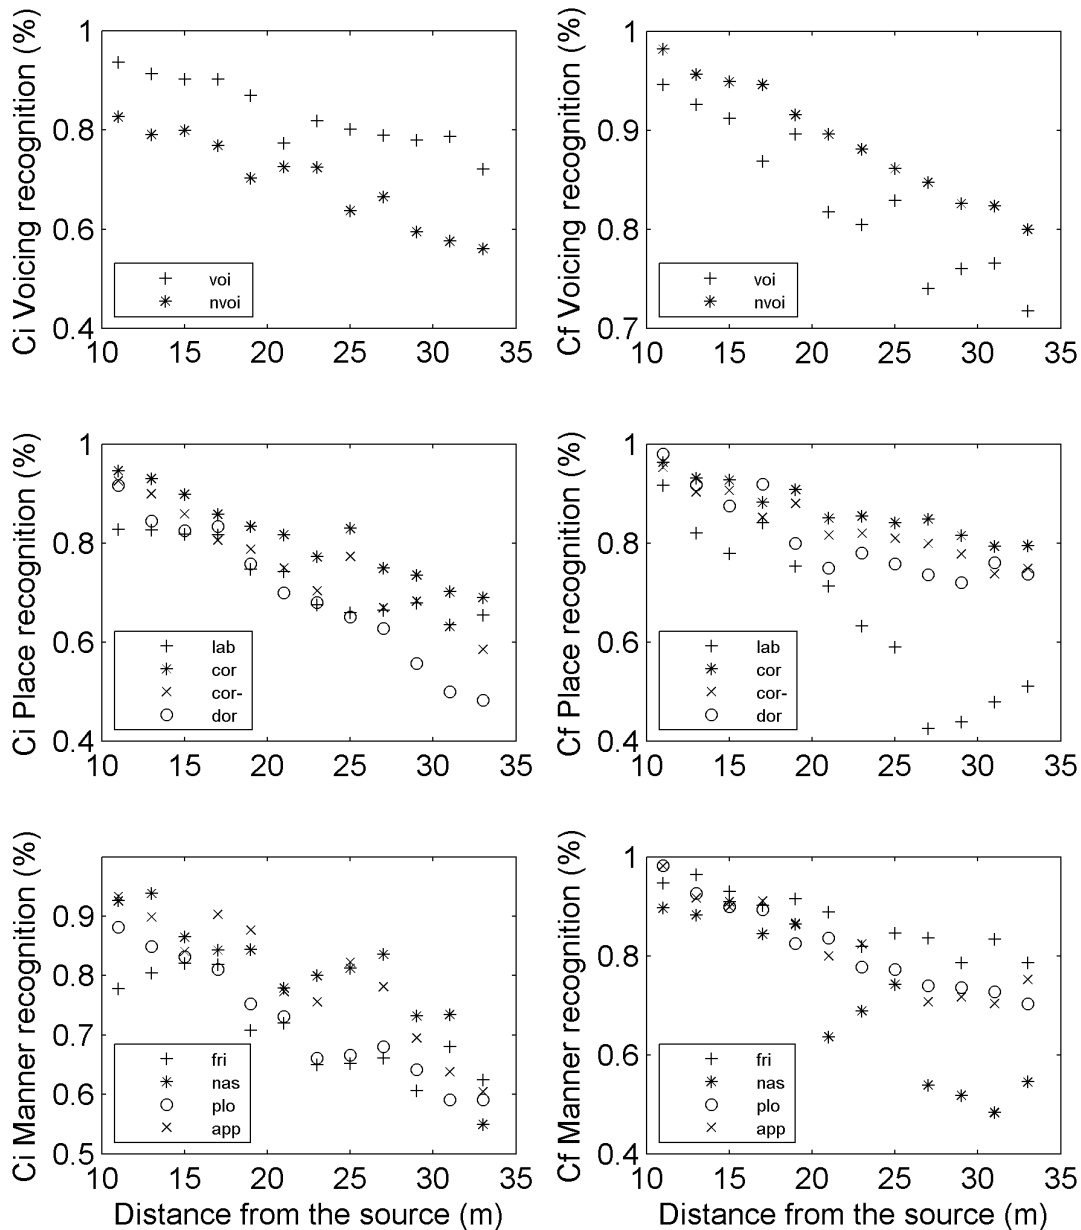 Ci Voicing recognition (%)
1
0.8
0.6
0.4
voi
nvoi
10 15 20 25 30 35
Cf Voicing recognition (%)
1
0.9
0.8
0.7
voi
nvoi
10 15 20 25 30 35
Ci Place recognition (%)
1
0.8
0.6
0.4
lab
cor
cor-
dor
10 15 20 25 30 35
Cf Place recognition (%)
1
0.8
0.6
0.4
lab
cor
cor-
dor
10 15 20 25 30 35
Ci Manner recognition (%)
0.9
0.8
0.7
0.6
0.5
fri
nas
plo
app
10 15 20 25 30 35
Distance from the source (m)
Cf Manner recognition (%)
1
0.8
0.6
0.4
fri
nas
plo
app
10 15 20 25 30 35
Distance from the source (m)